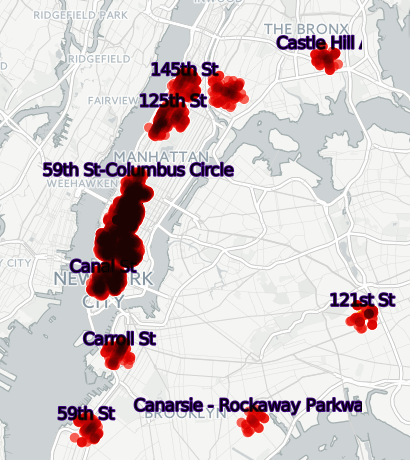 INWOOD
RIDGEFIELD PARK
THE BRONX
Castle Hill A
RIDGEFIELD
145th St
FAIRVIEW
125th St
MANHATTAN
59th St-Columbus Circle
WEEHAWKEN
CITY
Canal St
NEW YORK
CITY
121st St
Carroll St
Canarsie - Rockaway Parkwa
59th St
BROOKLYN